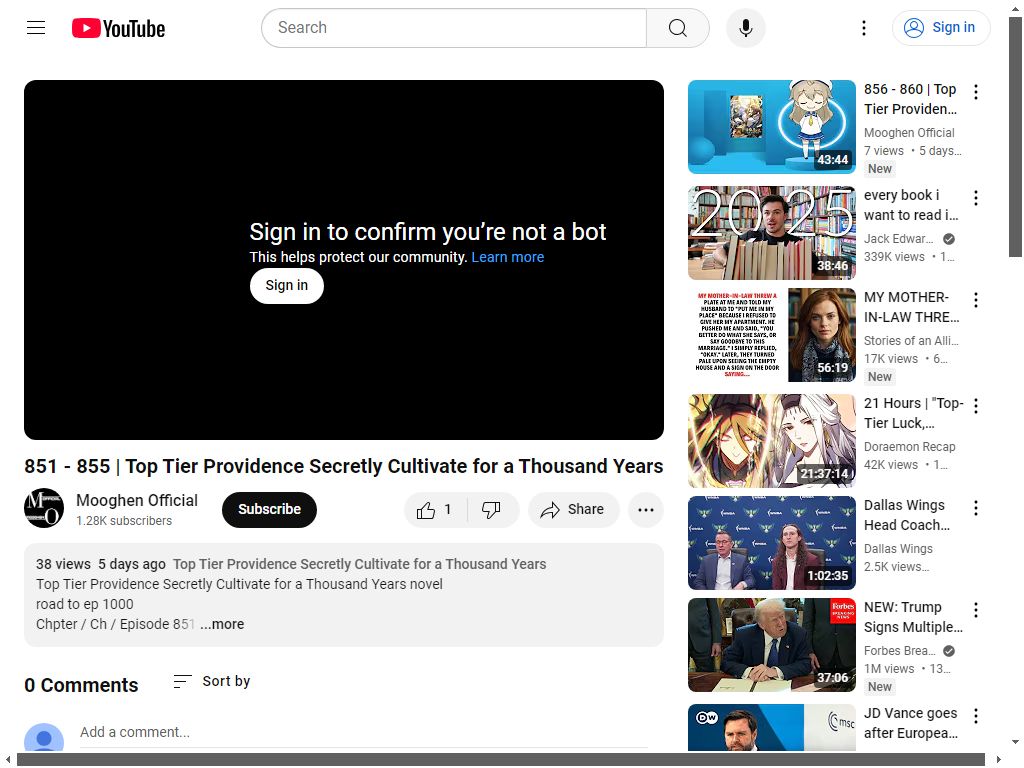 YouTube
Search
Sign in
Sign in to confirm you’re not a bot
This helps protect our community. Learn more
Sign in
851 - 855 | Top Tier Providence Secretly Cultivate for a Thousand Years
Mooghen Official
1.28K subscribers
Subscribe
1
Share
38 views 5 days ago Top Tier Providence Secretly Cultivate for a Thousand Years
Top Tier Providence Secretly Cultivate for a Thousand Years novel
road to ep 1000
Chpter / Ch / Episode 851 ...more
0 Comments
Sort by
Add a comment...
43:44
856 - 860 | Top
Tier Providen…
Mooghen Official
7 views • 5 days…
New
2025
38:46
every book i
want to read i…
Jack Edwar…
339K views • 1…
MY MOTHER-IN-LAW THREW A
PLATE AT ME AND TOLD MY
HUSBAND TO "PUT ME IN MY
PLACE" BECAUSE I REFUSED TO
GIVE HER MY APARTMENT. HE
PUSHED ME AND SAID, "YOU
BETTER DO WHAT SHE SAYS, OR
SAY GOODBYE TO THIS
MARRIAGE." I SIMPLY REPLIED,
"OKAY." LATER, THEY TURNED
PALE UPON SEEING THE EMPTY
HOUSE AND A SIGN ON THE DOOR
SAYING...
56:19
MY MOTHER-
IN-LAW THRE…
Stories of an Alli…
17K views • 6…
New
21:37:14
21 Hours | "Top-
Tier Luck,…
Doraemon Recap
42K views • 1…
1:02:35
Dallas Wings
Head Coach…
Dallas Wings
2.5K views…
Forbes
BREAKING
NEWS
37:06
NEW: Trump
Signs Multiple…
Forbes Brea…
1M views • 13…
New
DW
msc
JD Vance goes
after Europea…